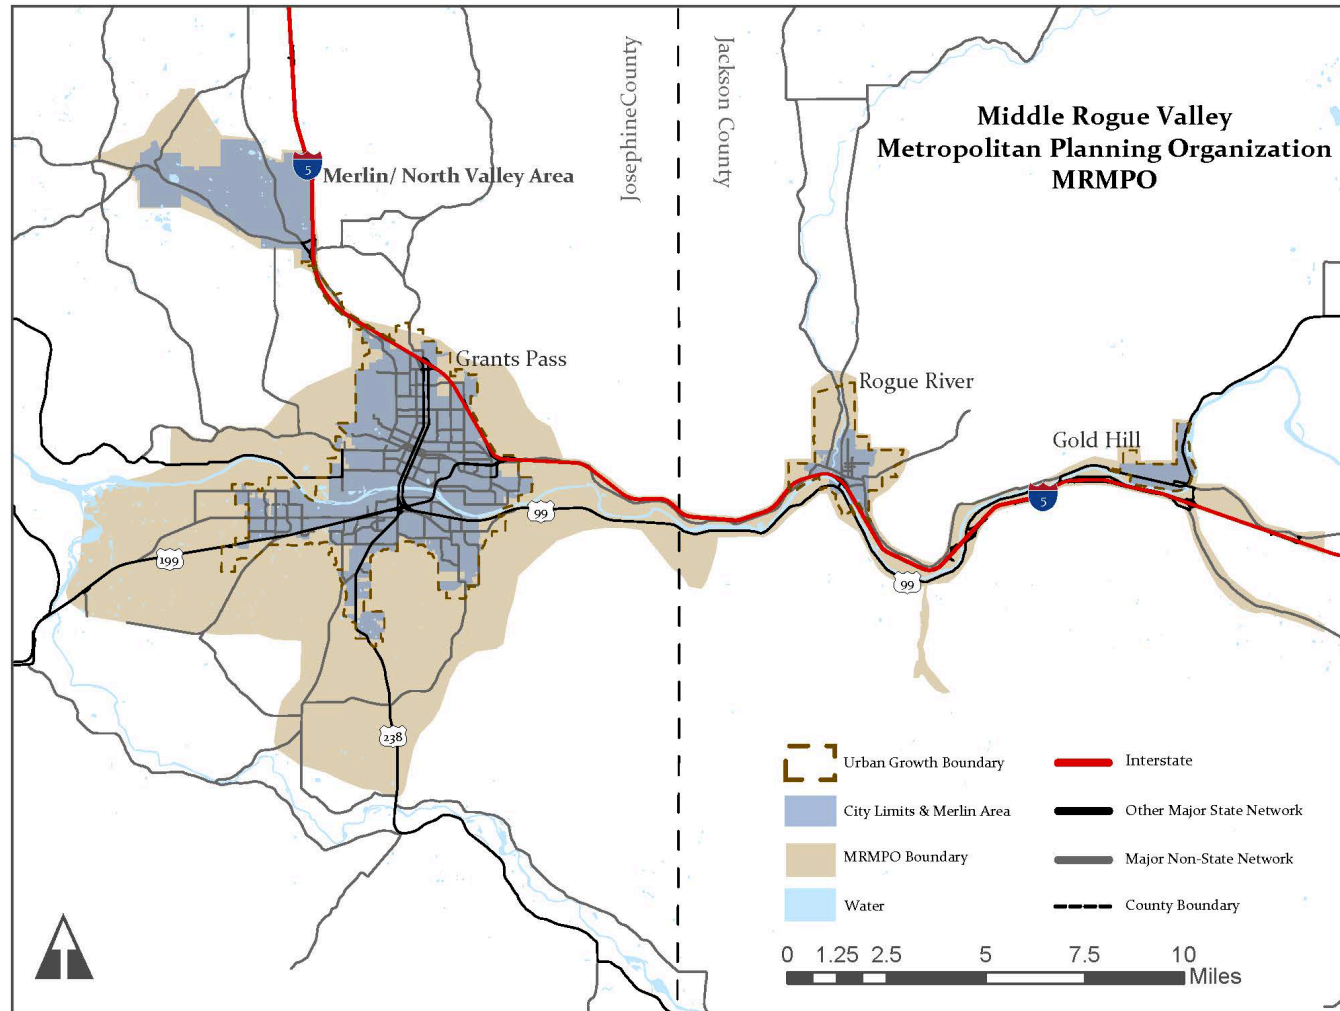 JosephineCounty
Jackson County
Middle Rogue Valley
Metropolitan Planning Organization
MRMPO
5
Merlin/ North Valley Area
Grants Pass
Rogue River
Gold Hill
5
99
199
99
238
Urban Growth Boundary
Interstate
City Limits & Merlin Area
Other Major State Network
MRMPO Boundary
Major Non-State Network
Water
County Boundary
0 1.25 2.5 5 7.5 10
Miles